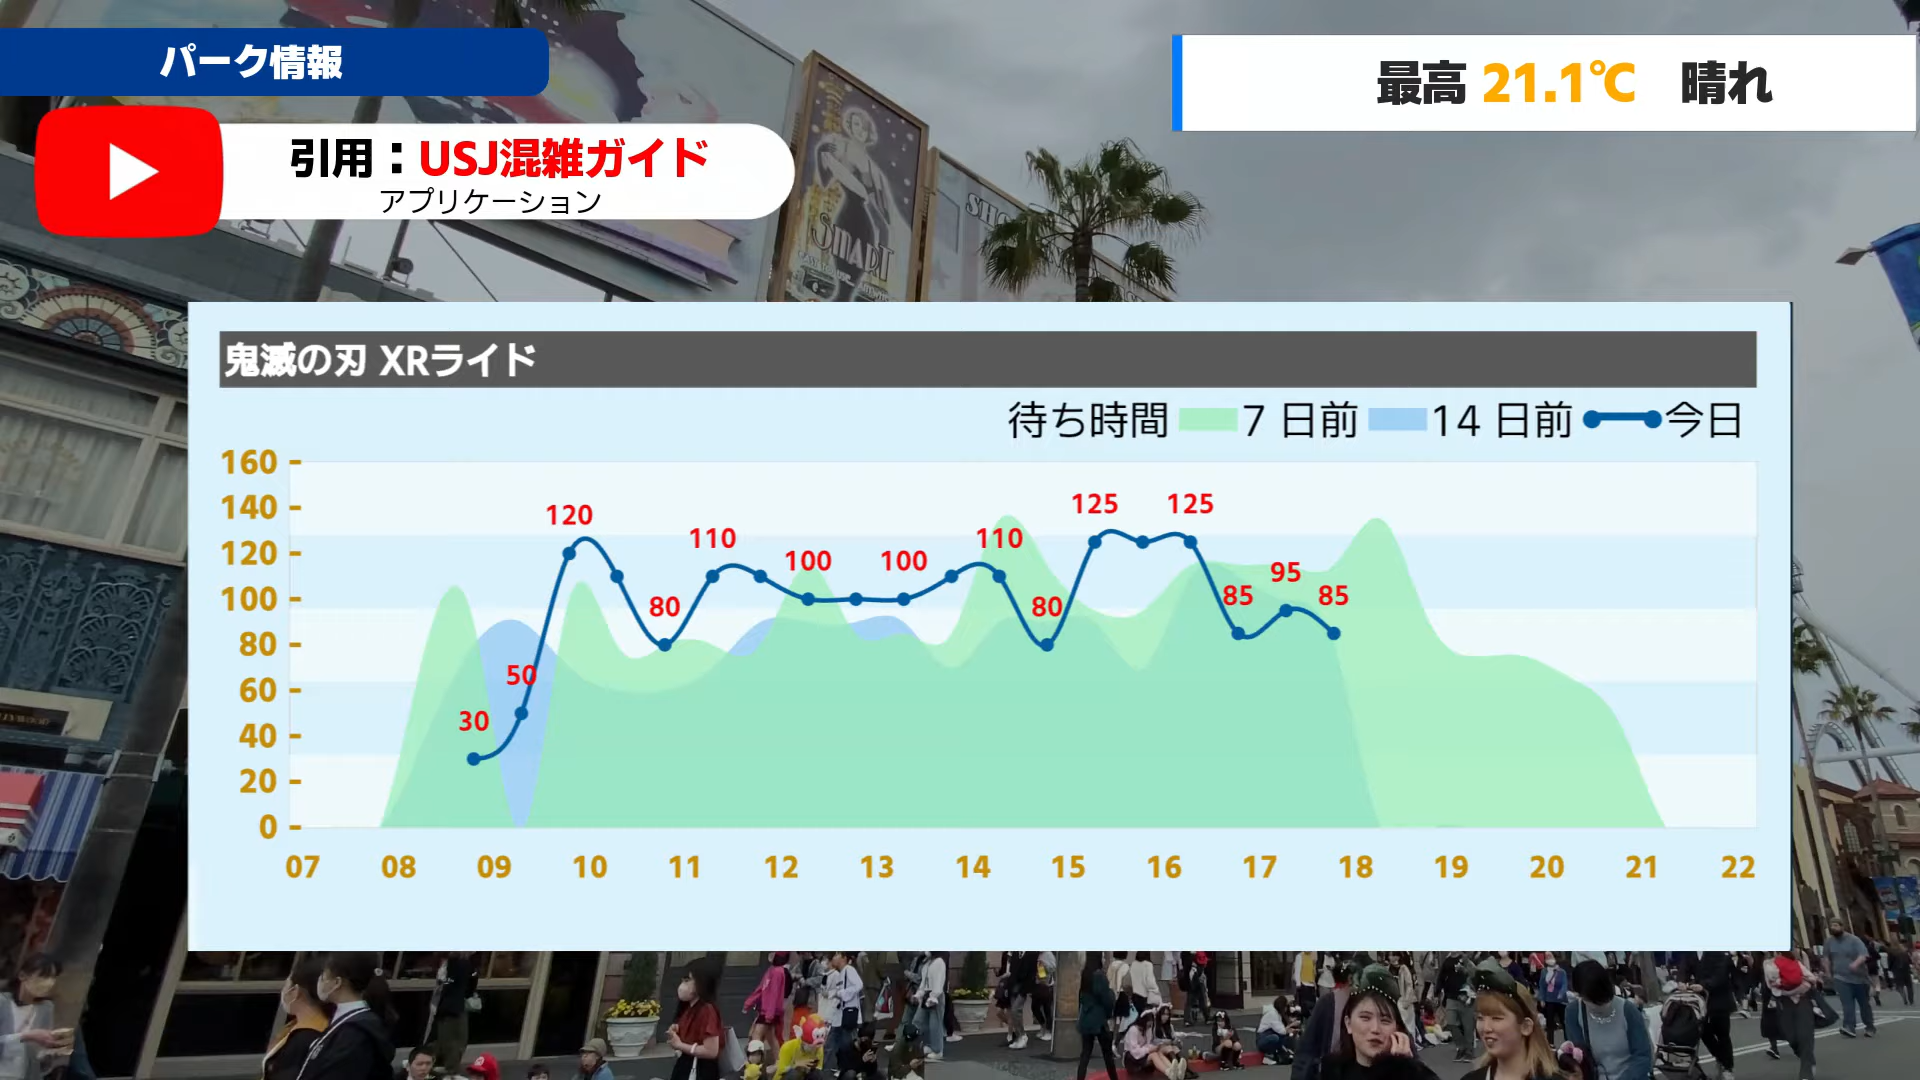 パーク情報
最高 21.1℃ 晴れ
引用：USJ混雑ガイド
アプリケーション
SMADT
鬼滅の刃 XRライド
待ち時間 7 日前 14 日前 今日
160
140
120
100
80
60
40
20
0
120
110
110
125
125
100
100
80
80
85
95
85
50
30
07 08 09 10 11 12 13 14 15 16 17 18 19 20 21 22